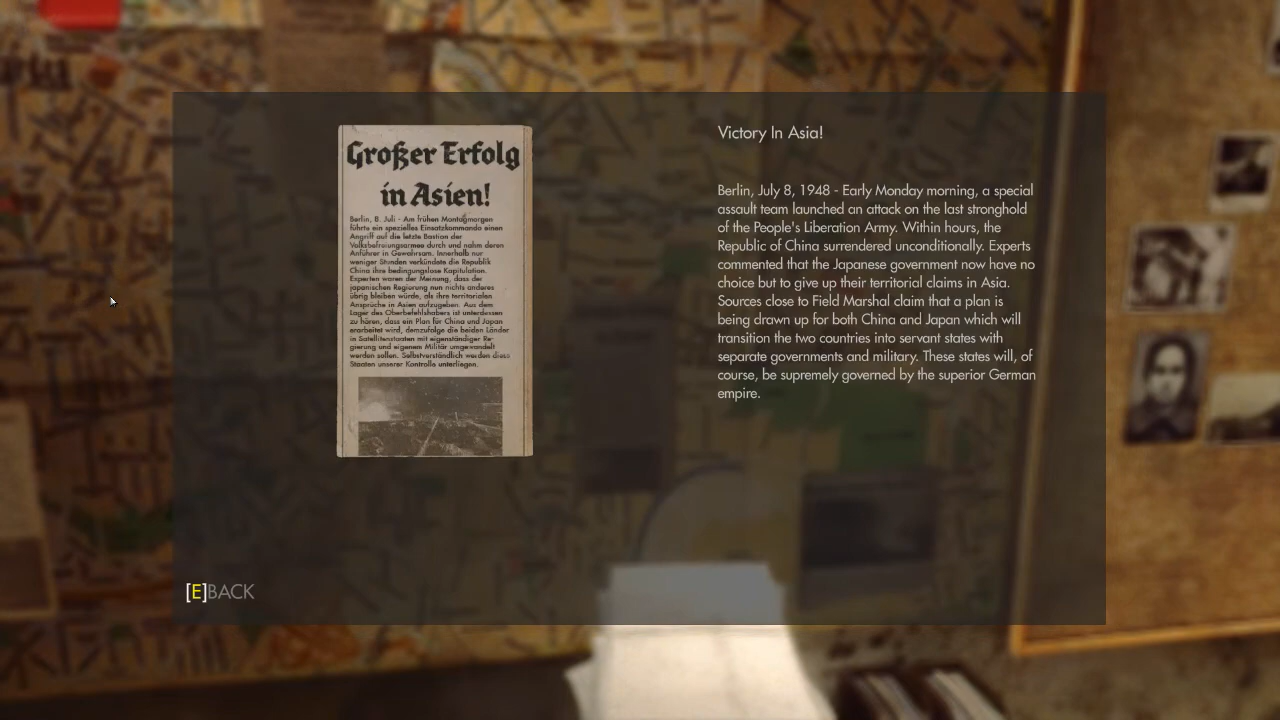 Großer Erfolg
in Asien!
Berlin, 8. Juli - Am frühen Montagmorgen
führte ein spezielles Einsatzkommando einen
Angriff auf die letzte Bastion der
Volksbefreiungsarmee durch und nahm deren
Anführer in Gewahrsam. Innerhalb nur
weniger Stunden verkündete die Republik
China ihre bedingungslose Kapitulation.
Experten waren der Meinung, dass der
japanischen Regierung nun nichts anderes
übrig bleiben würde, als ihre territorialen
Ansprüche in Asien aufzugeben. Aus dem
Lager des Oberbefehlshabers ist unterdessen
zu hören, dass ein Plan für China und Japan
erarbeitet wird, demzufolge die beiden Länder
in Satellitenstaaten mit eigenständiger Re-
gierung und eigenem Militär umgewandelt
werden sollen. Selbstverständlich werden diese
Staaten unserer Kontrolle unterliegen.
Victory In Asia!
Berlin, July 8, 1948 - Early Monday morning, a special
assault team launched an attack on the last stronghold
of the People's Liberation Army. Within hours, the
Republic of China surrendered unconditionally. Experts
commented that the Japanese government now have no
choice but to give up their territorial claims in Asia.
Sources close to Field Marshal claim that a plan is
being drawn up for both China and Japan which will
transition the two countries into servant states with
separate governments and military. These states will, of
course, be supremely governed by the superior German
empire.
[E]BACK